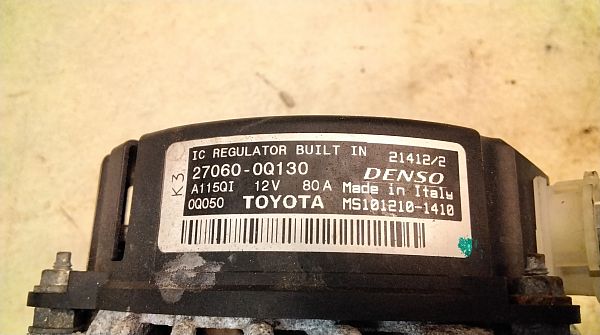 IC REGULATOR BUILT IN 21412/2
27060-0Q130 DENSO
A115QI 12V 80A Made in Italy
0Q050 TOYOTA MS101210-1410
K3